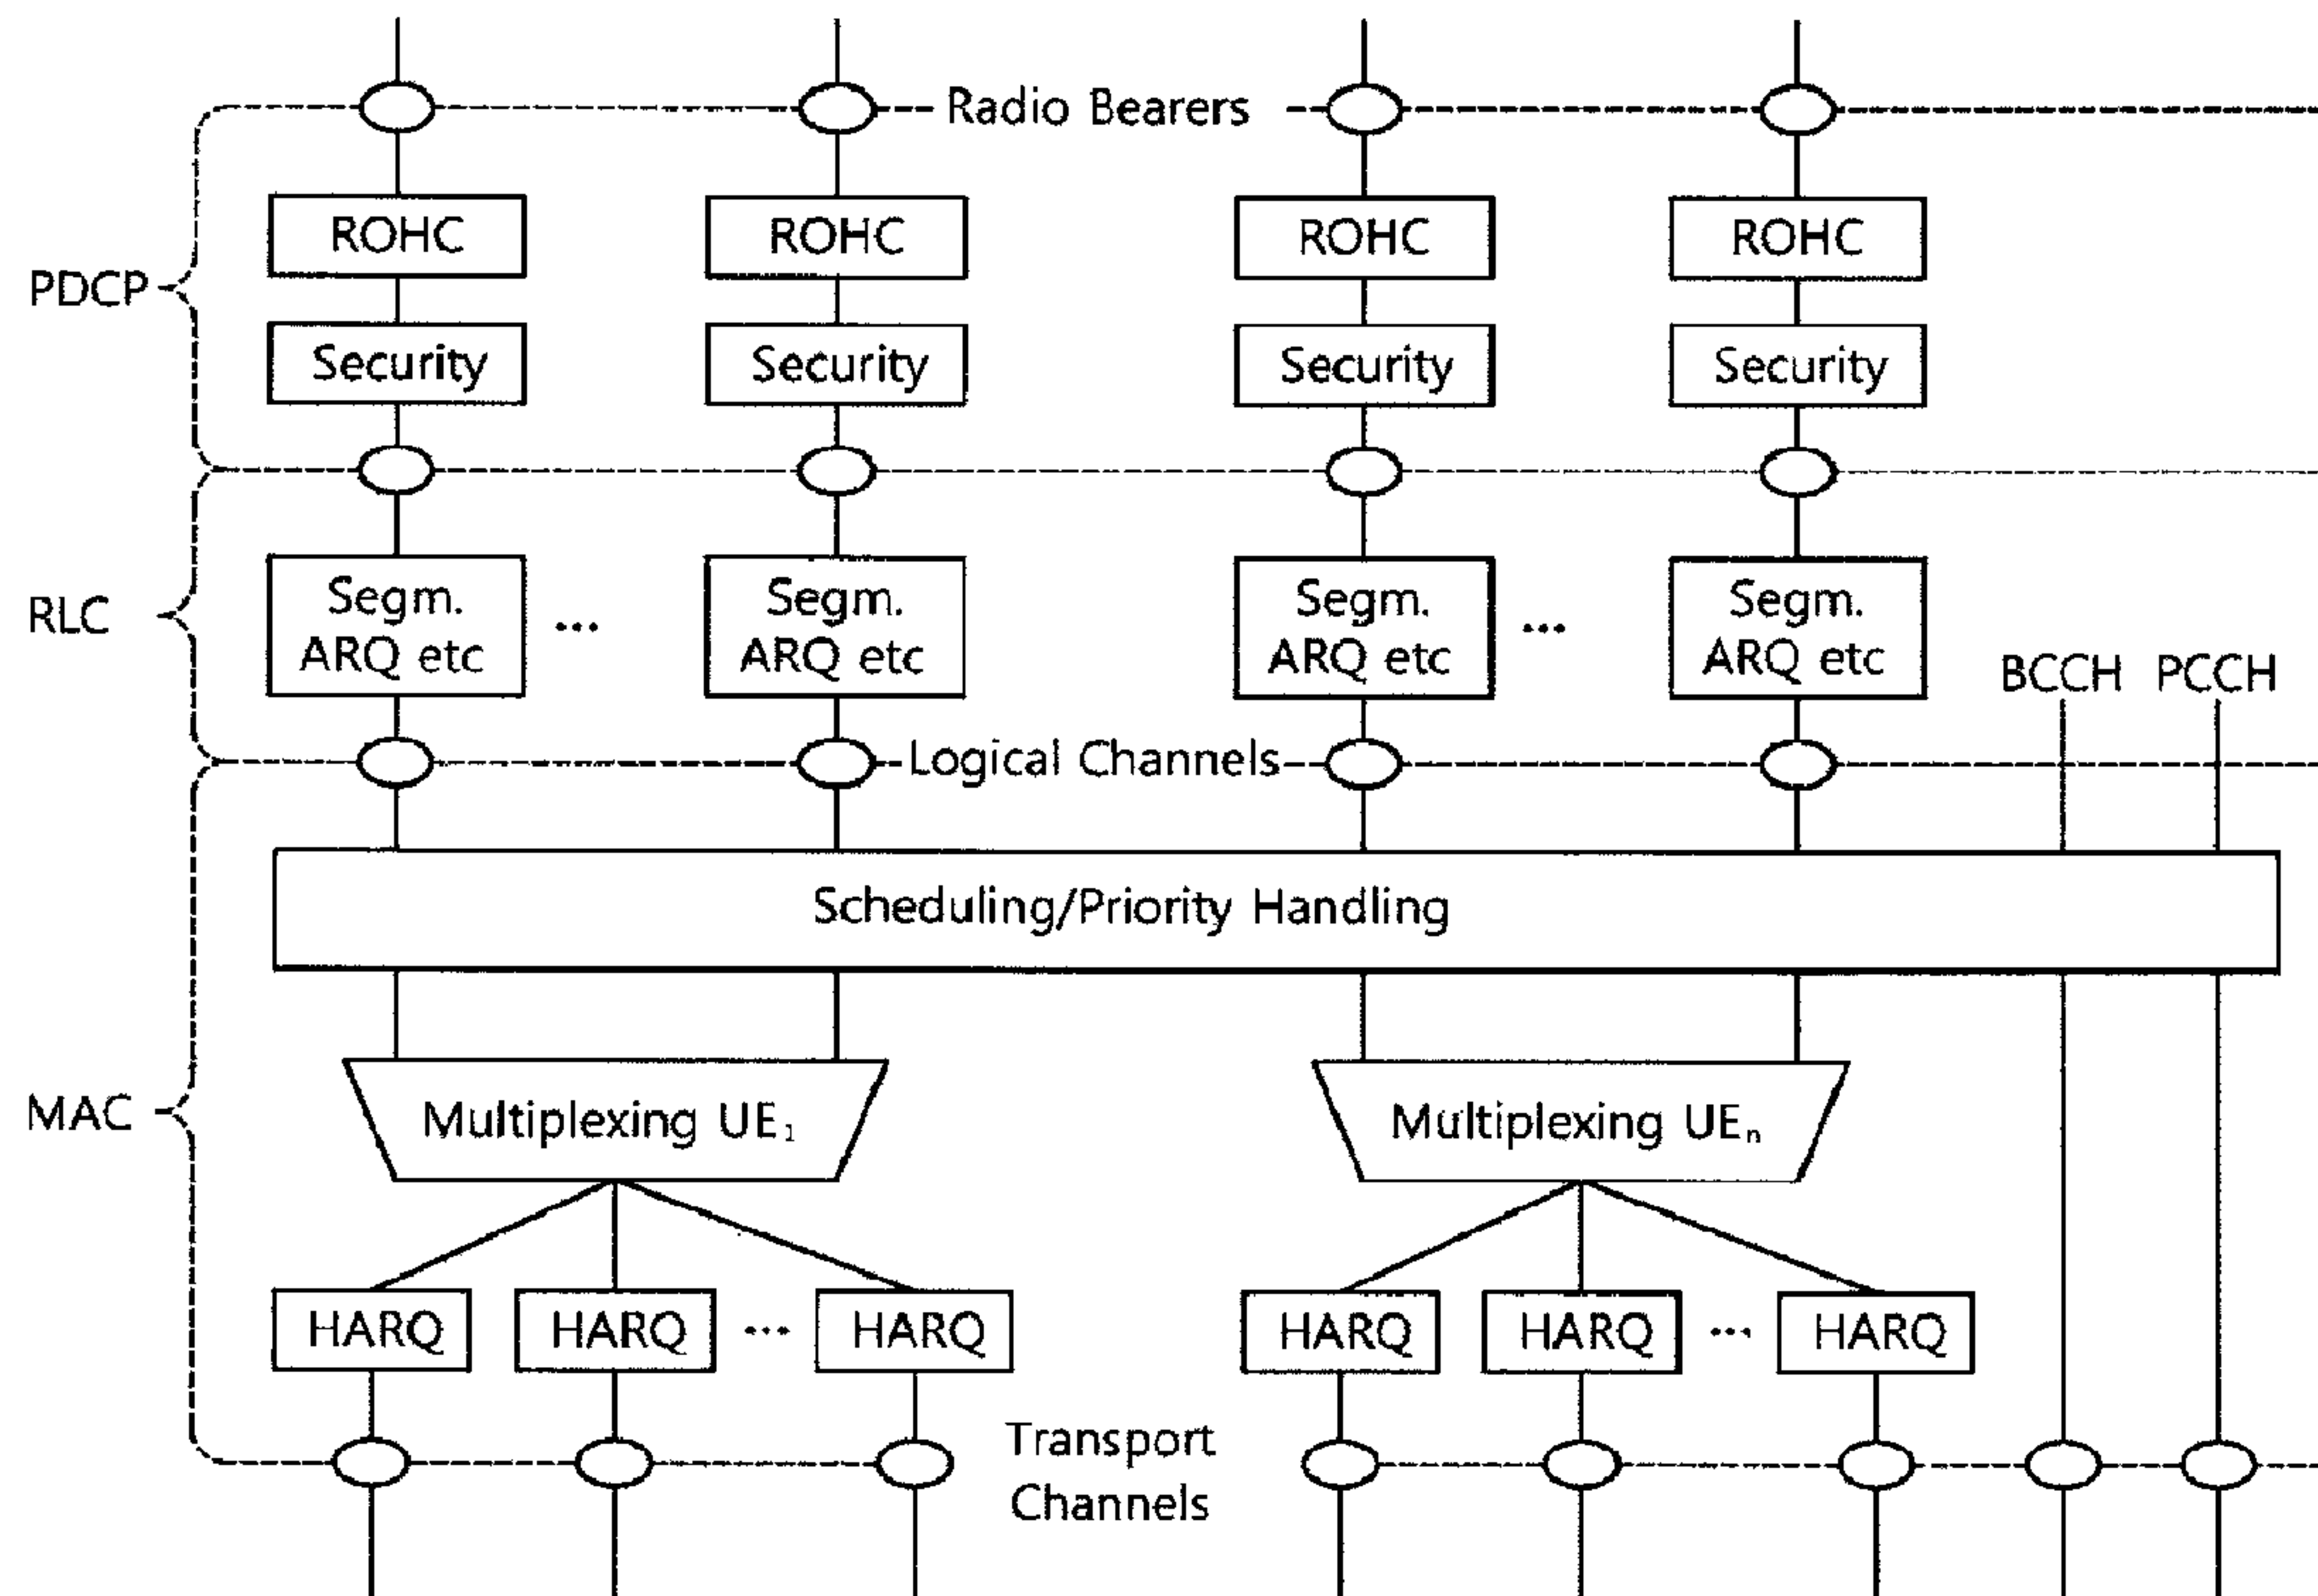 Radio Bearers
ROHC ROHC ROHC ROHC
PDCP
Security Security Security Security
Segm. Segm. Segm. Segm.
RLC ... ...
ARQ etc ARQ etc ARQ etc ARQ etc
BCCH PCCH
Logical Channels
Scheduling/Priority Handling
MAC
Multiplexing UE₁ Multiplexing UEₙ
HARQ HARQ ... HARQ HARQ HARQ ... HARQ
Transport
Channels